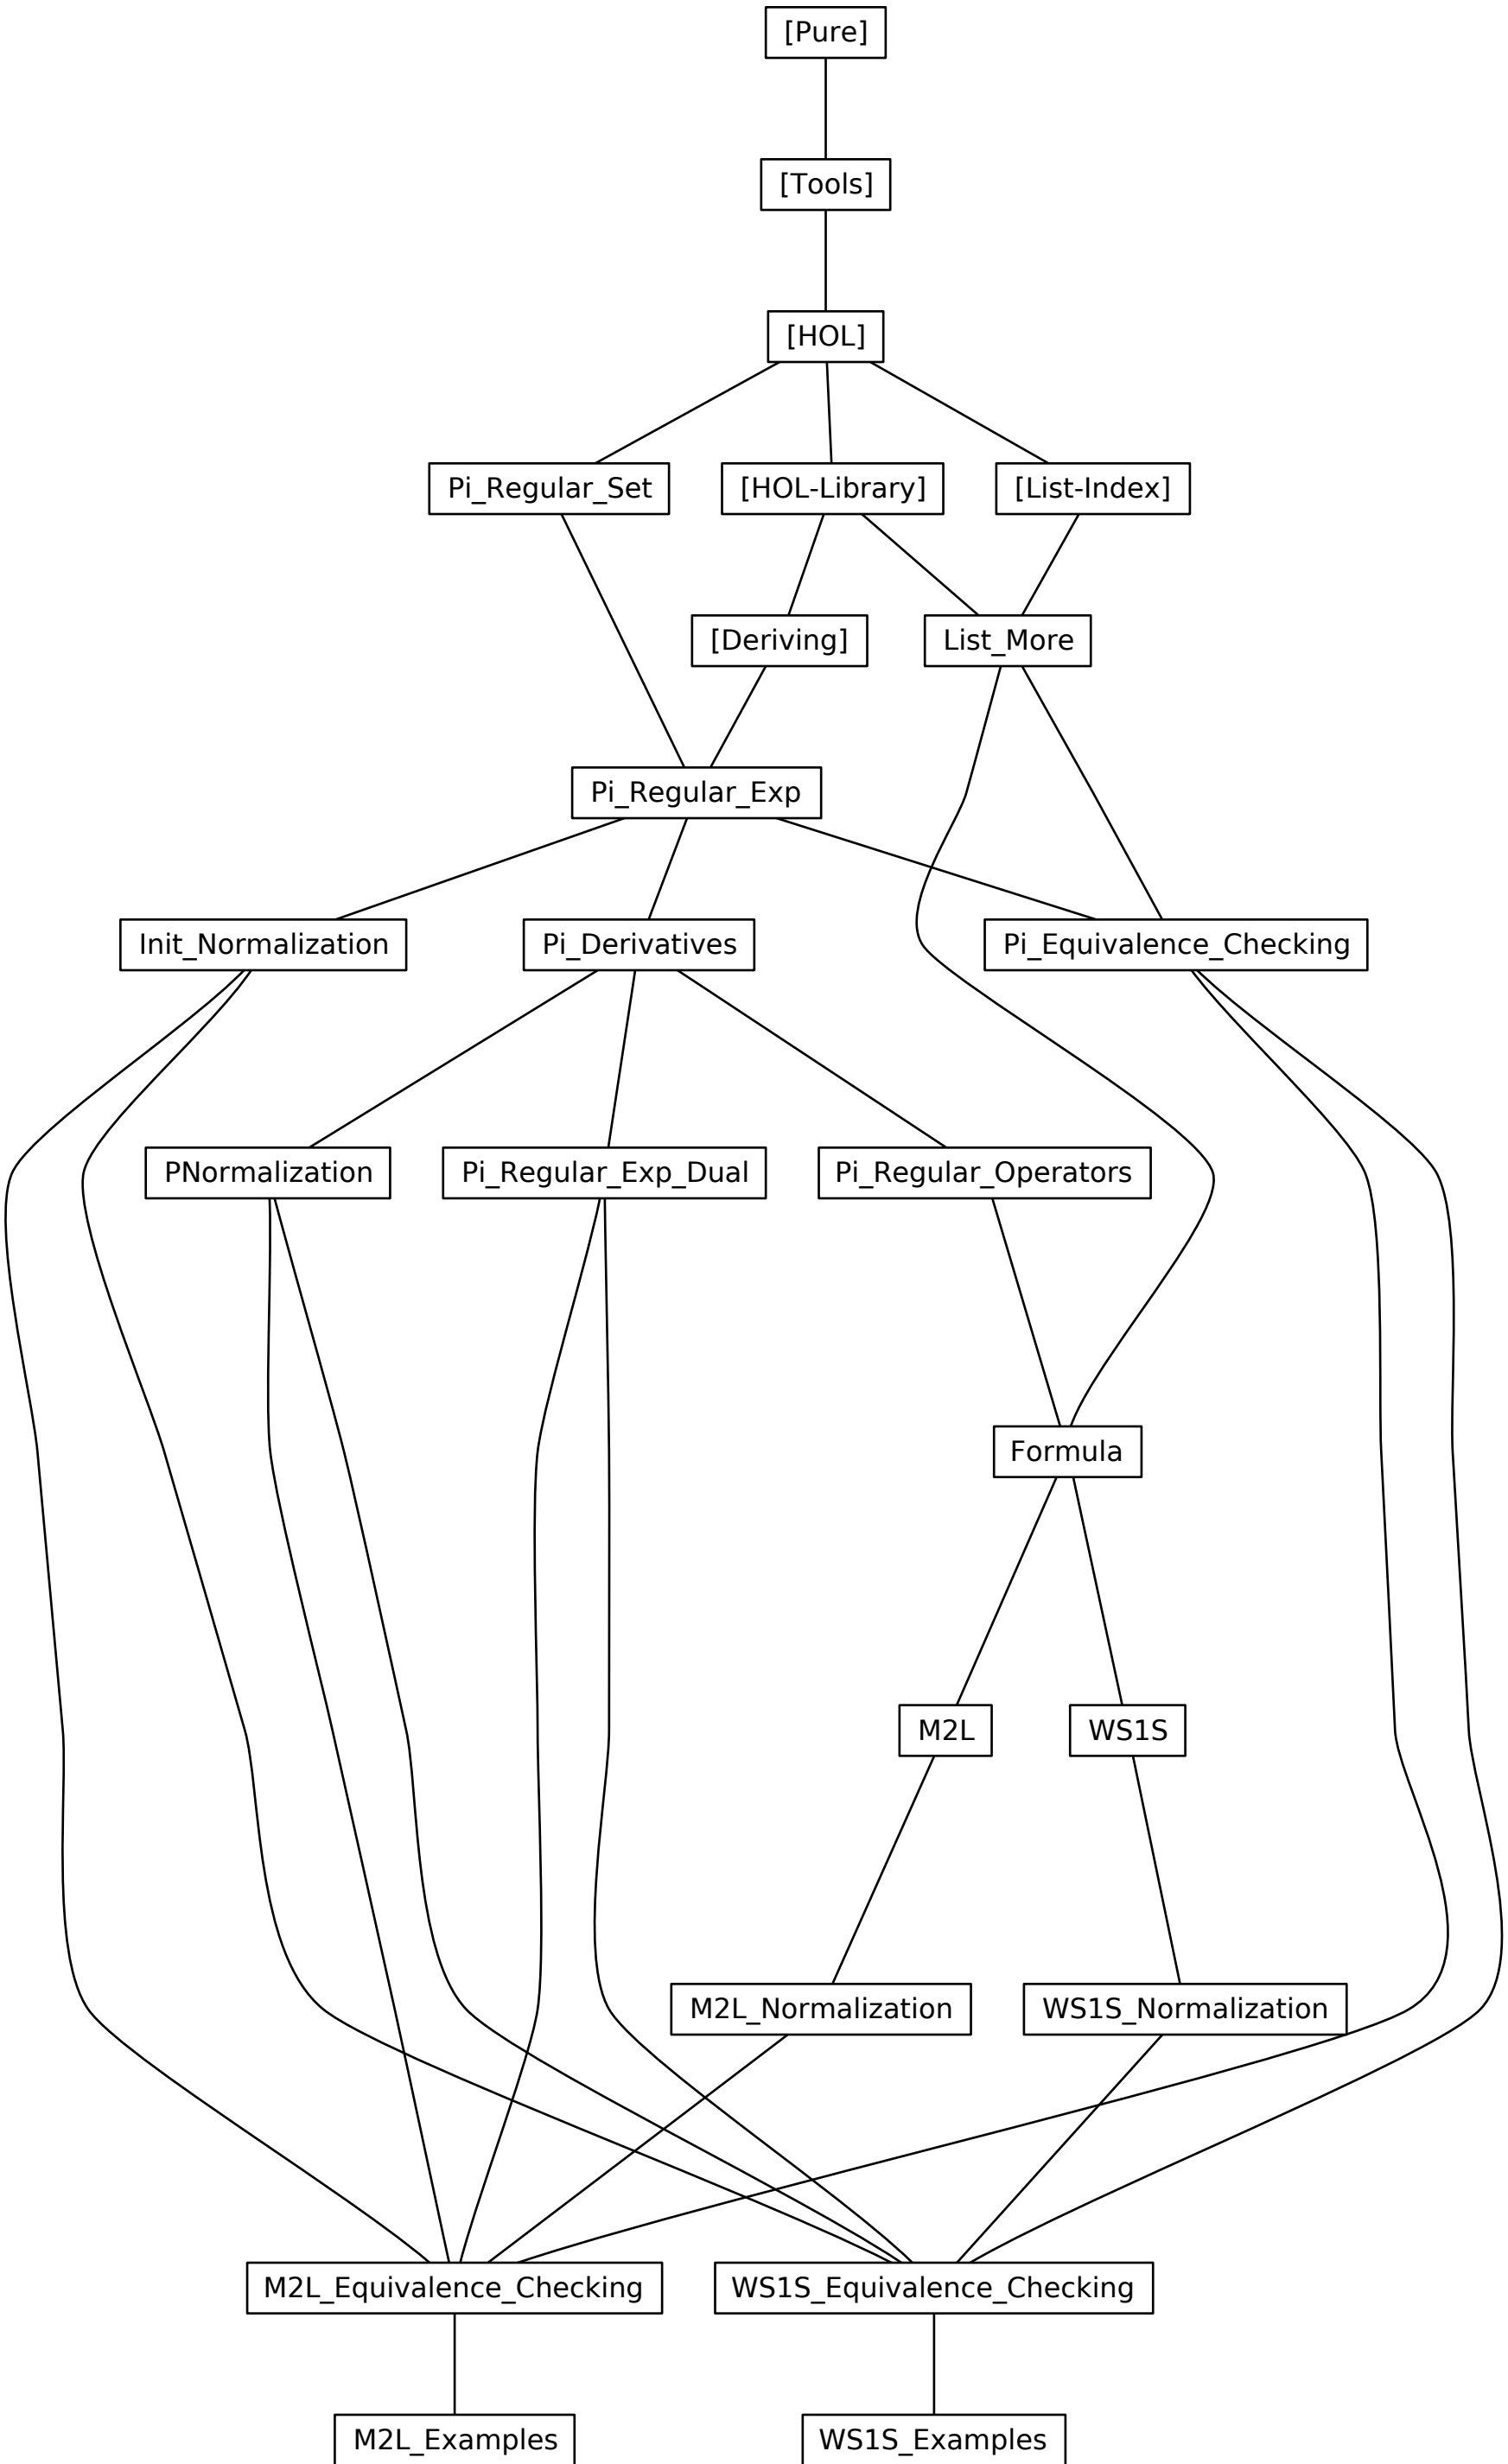 [Pure]
[Tools]
[HOL]
Pi_Regular_Set
[HOL-Library]
[List-Index]
[Deriving]
List_More
Pi_Regular_Exp
Init_Normalization
Pi_Derivatives
Pi_Equivalence_Checking
PNormalization
Pi_Regular_Exp_Dual
Pi_Regular_Operators
Formula
M2L
WS1S
M2L_Normalization
WS1S_Normalization
M2L_Equivalence_Checking
WS1S_Equivalence_Checking
M2L_Examples
WS1S_Examples